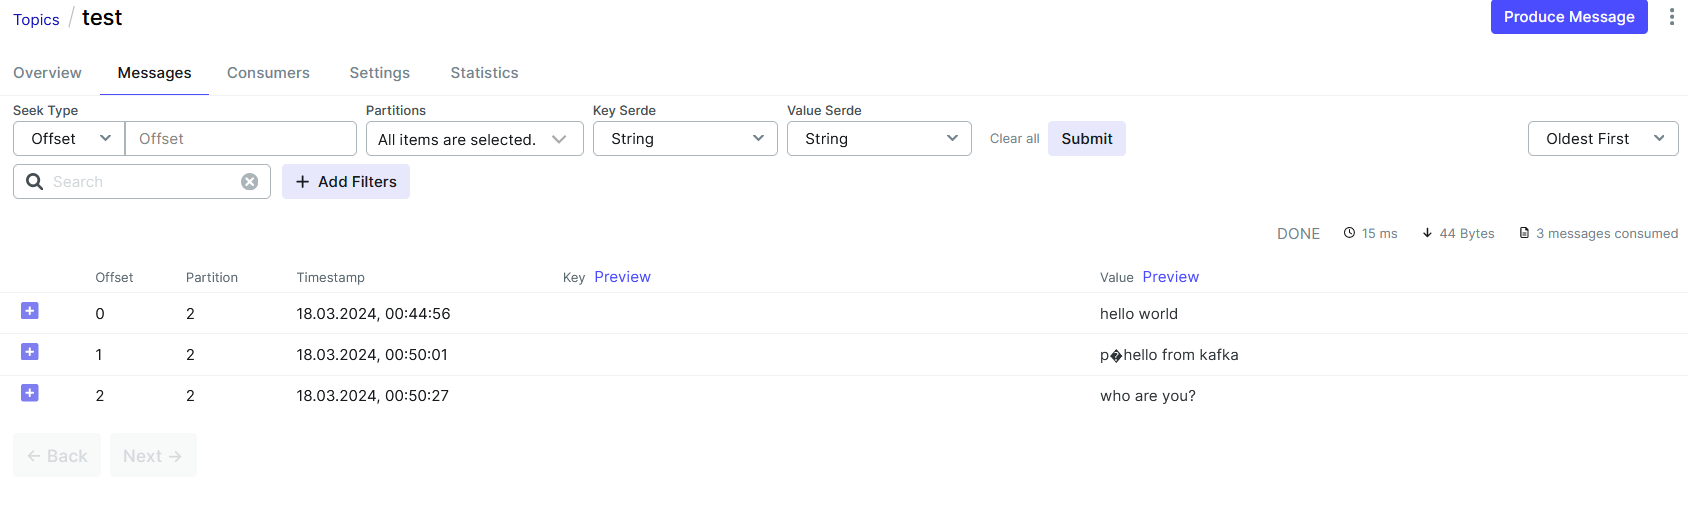 Topics / test
Produce Message
Overview Messages Consumers Settings Statistics
Seek Type Partitions Key Serde Value Serde
Offset Offset All items are selected. String String Clear all Submit Oldest First
Search + Add Filters
DONE 15 ms 44 Bytes 3 messages consumed
Offset Partition Timestamp Key Preview Value Preview
0 2 18.03.2024, 00:44:56 hello world
1 2 18.03.2024, 00:50:01 p�hello from kafka
2 2 18.03.2024, 00:50:27 who are you?
← Back Next →